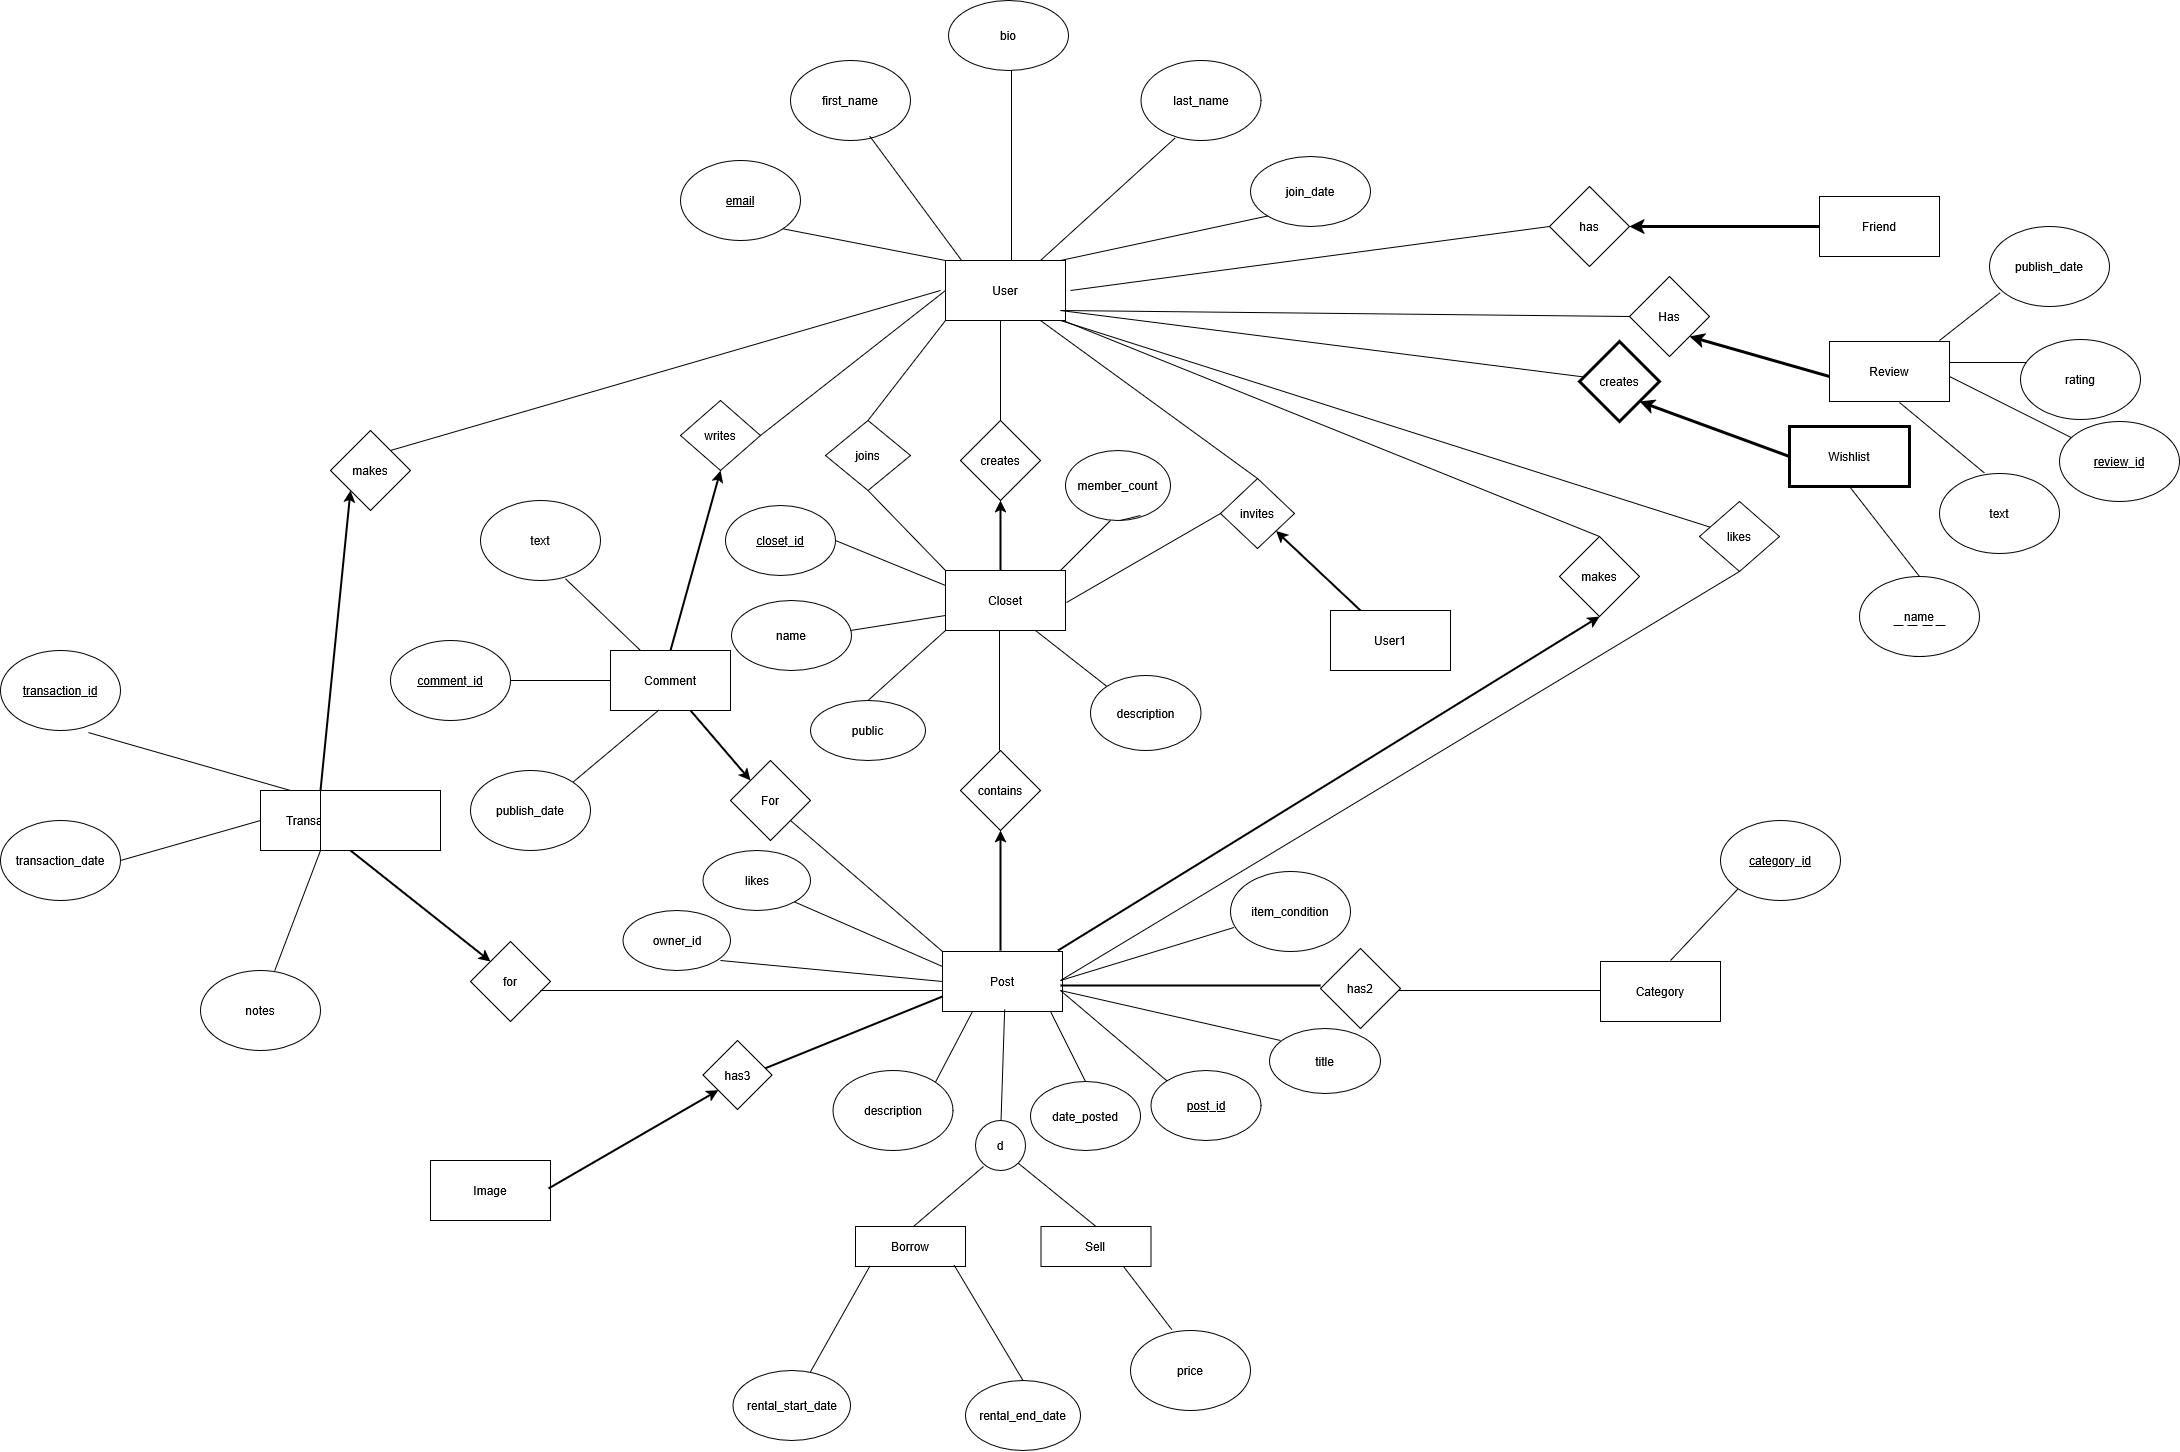 bio
first_name
last_name
email
join_date
has
Friend
publish_date
User
Has
Review
rating
creates
writes
Wishlist
review_id
makes
joins
creates
member_count
invites
text
likes
text
closet_id
makes
Closet
name
name
User1
comment_id
Comment
transaction_id
public
description
contains
For
publish_date
Transa
transaction_date
likes
category_id
item_condition
owner_id
for
Post
has2
Category
notes
title
has3
description
date_posted
post_id
d
Image
Borrow
Sell
price
rental_start_date
rental_end_date